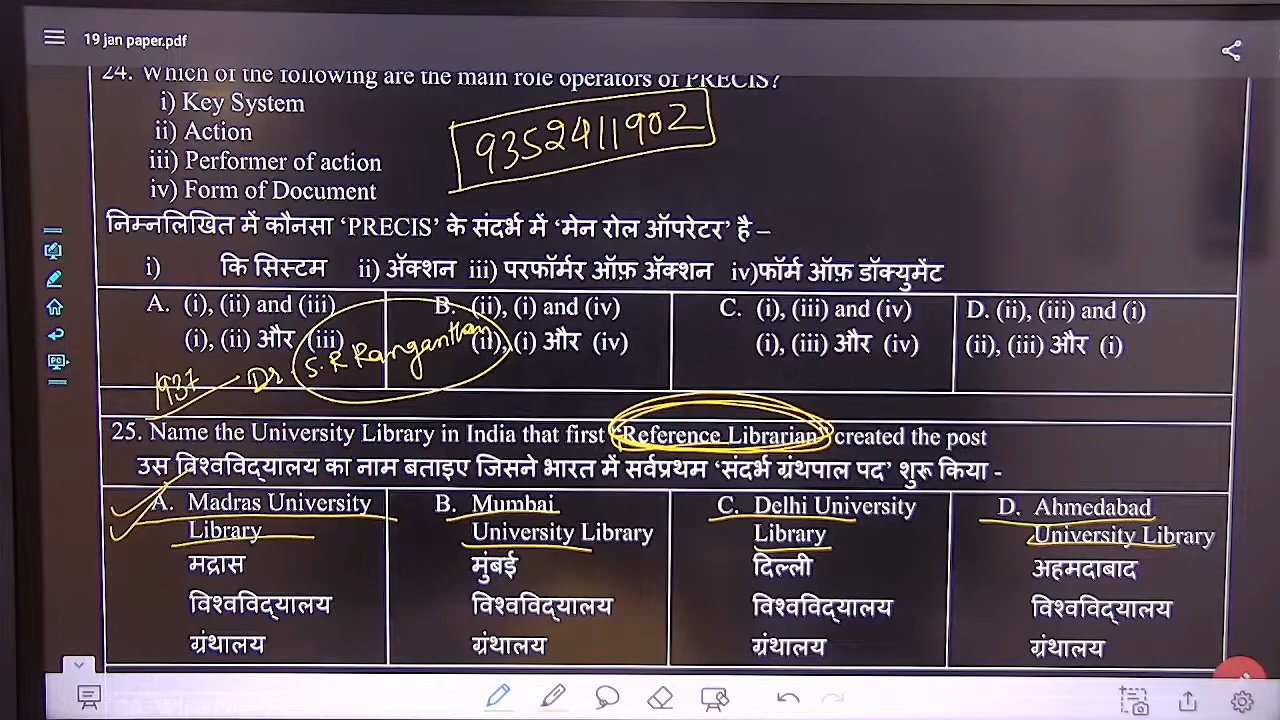 19 jan paper.pdf
24. Which of the following are the main role operators of PRECIS?
i) Key System
ii) Action
iii) Performer of action
iv) Form of Document
9352411902
निम्नलिखित में कौनसा ‘PRECIS’ के संदर्भ में ‘मेन रोल ऑपरेटर’ है –
i) कि सिस्टम ii) ॲक्शन iii) परफॉर्मर ऑफ़ ॲक्शन iv)फॉर्म ऑफ़ डॉक्युमेंट
A. (i), (ii) and (iii) B. (ii), (i) and (iv) C. (i), (iii) and (iv) D. (ii), (iii) and (i)
(i), (ii) और (iii) (ii), (i) और (iv) (i), (iii) और (iv) (ii), (iii) और (i)
1937 Dr. S. R Ranganthan
25. Name the University Library in India that first ‘Reference Librarian’ created the post
उस विश्वविद्यालय का नाम बताइए जिसने भारत में सर्वप्रथम ‘संदर्भ ग्रंथपाल पद’ शुरू किया -
A. Madras University B. Mumbai C. Delhi University D. Ahmedabad
Library University Library Library University Library
मद्रास मुंबई दिल्ली अहमदाबाद
विश्वविद्यालय विश्वविद्यालय विश्वविद्यालय विश्वविद्यालय
ग्रंथालय ग्रंथालय ग्रंथालय ग्रंथालय